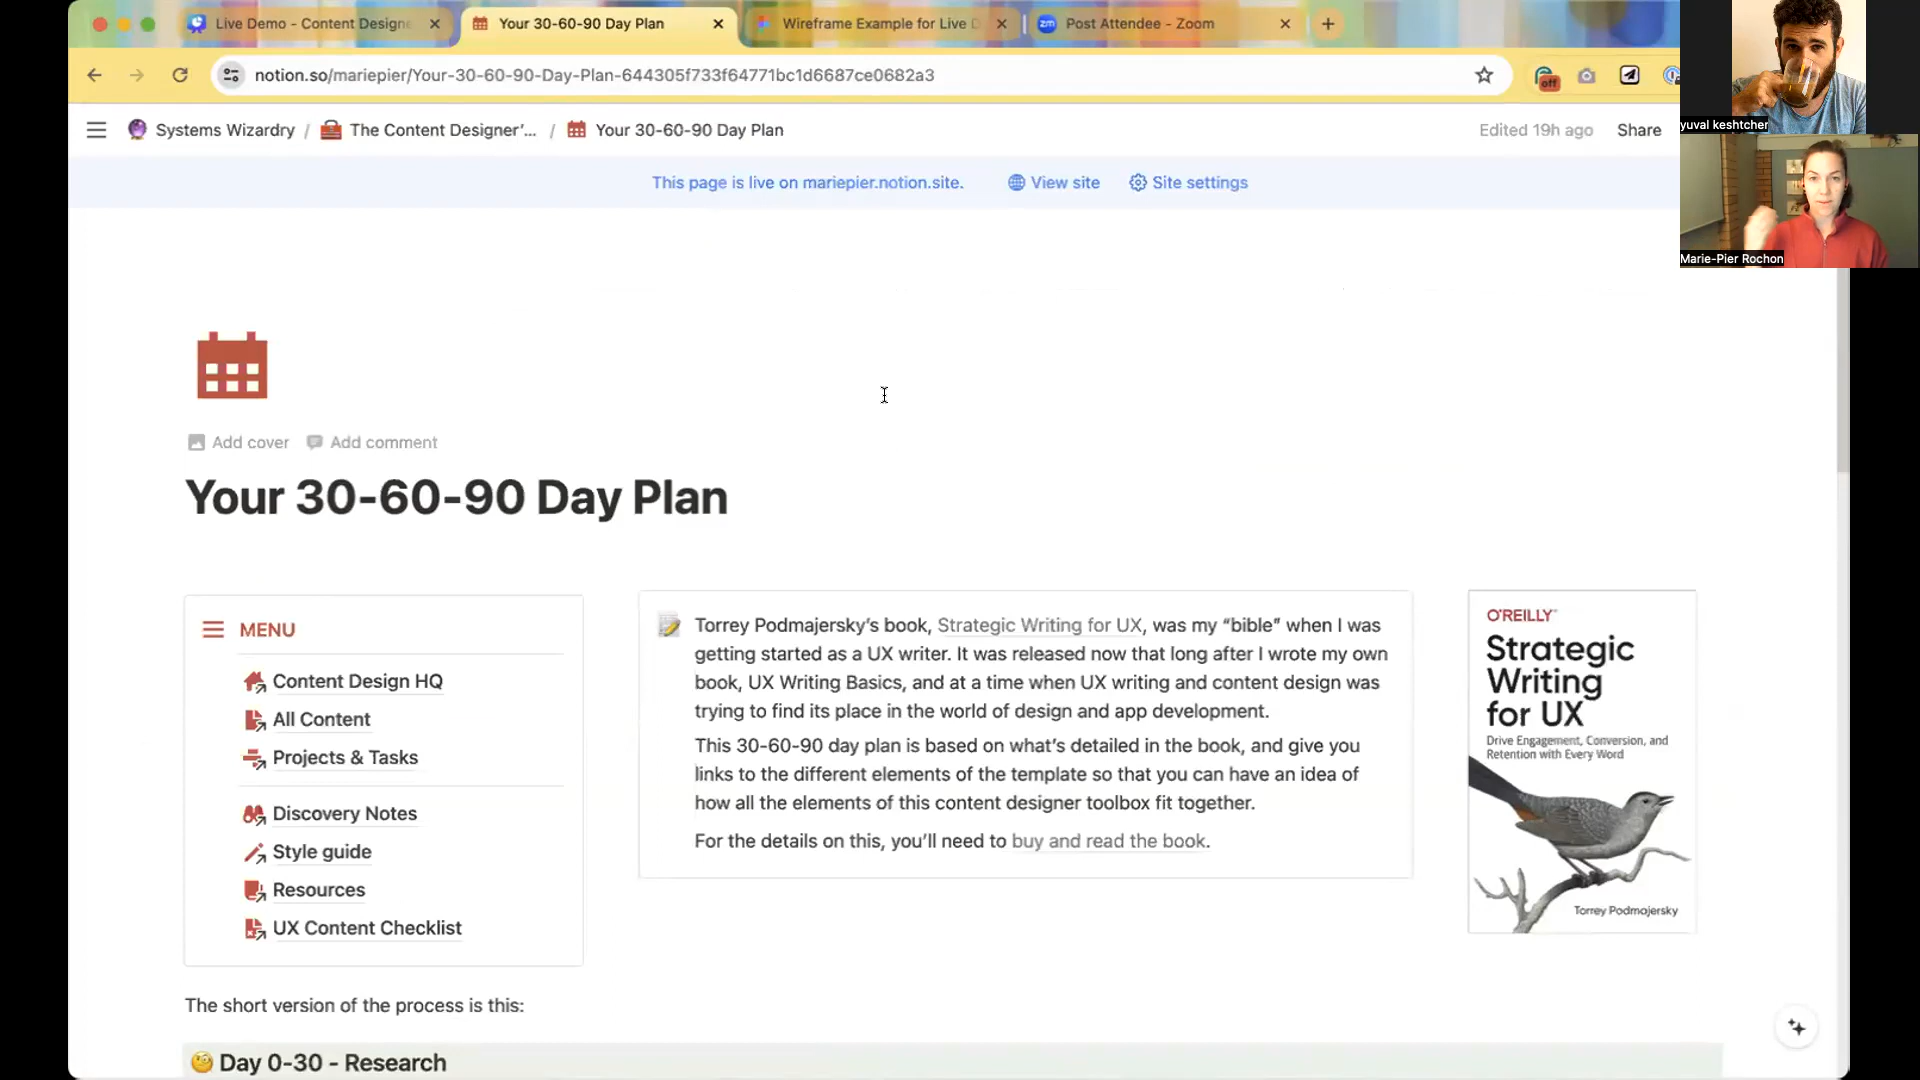 Live Demo - Content Designe
Your 30-60-90 Day Plan
Wireframe Example for Live D
Post Attendee - Zoom
notion.so/mariepier/Your-30-60-90-Day-Plan-644305f733f64771bc1d6687ce0682a3
off
Systems Wizardry / The Content Designer'... / Your 30-60-90 Day Plan
Edited 19h ago
Share
yuval keshtcher
Marie-Pier Rochon
This page is live on mariepier.notion.site.
View site
Site settings
Add cover
Add comment
Your 30-60-90 Day Plan
MENU
Content Design HQ
All Content
Projects & Tasks
Discovery Notes
Style guide
Resources
UX Content Checklist
Torrey Podmajersky's book, Strategic Writing for UX, was my “bible” when I was
getting started as a UX writer. It was released now that long after I wrote my own
book, UX Writing Basics, and at a time when UX writing and content design was
trying to find its place in the world of design and app development.
This 30-60-90 day plan is based on what's detailed in the book, and give you
links to the different elements of the template so that you can have an idea of
how all the elements of this content designer toolbox fit together.
For the details on this, you'll need to buy and read the book.
O'REILLY
Strategic
Writing
for UX
Drive Engagement, Conversion, and
Retention with Every Word
Torrey Podmajersky
The short version of the process is this:
Day 0-30 - Research